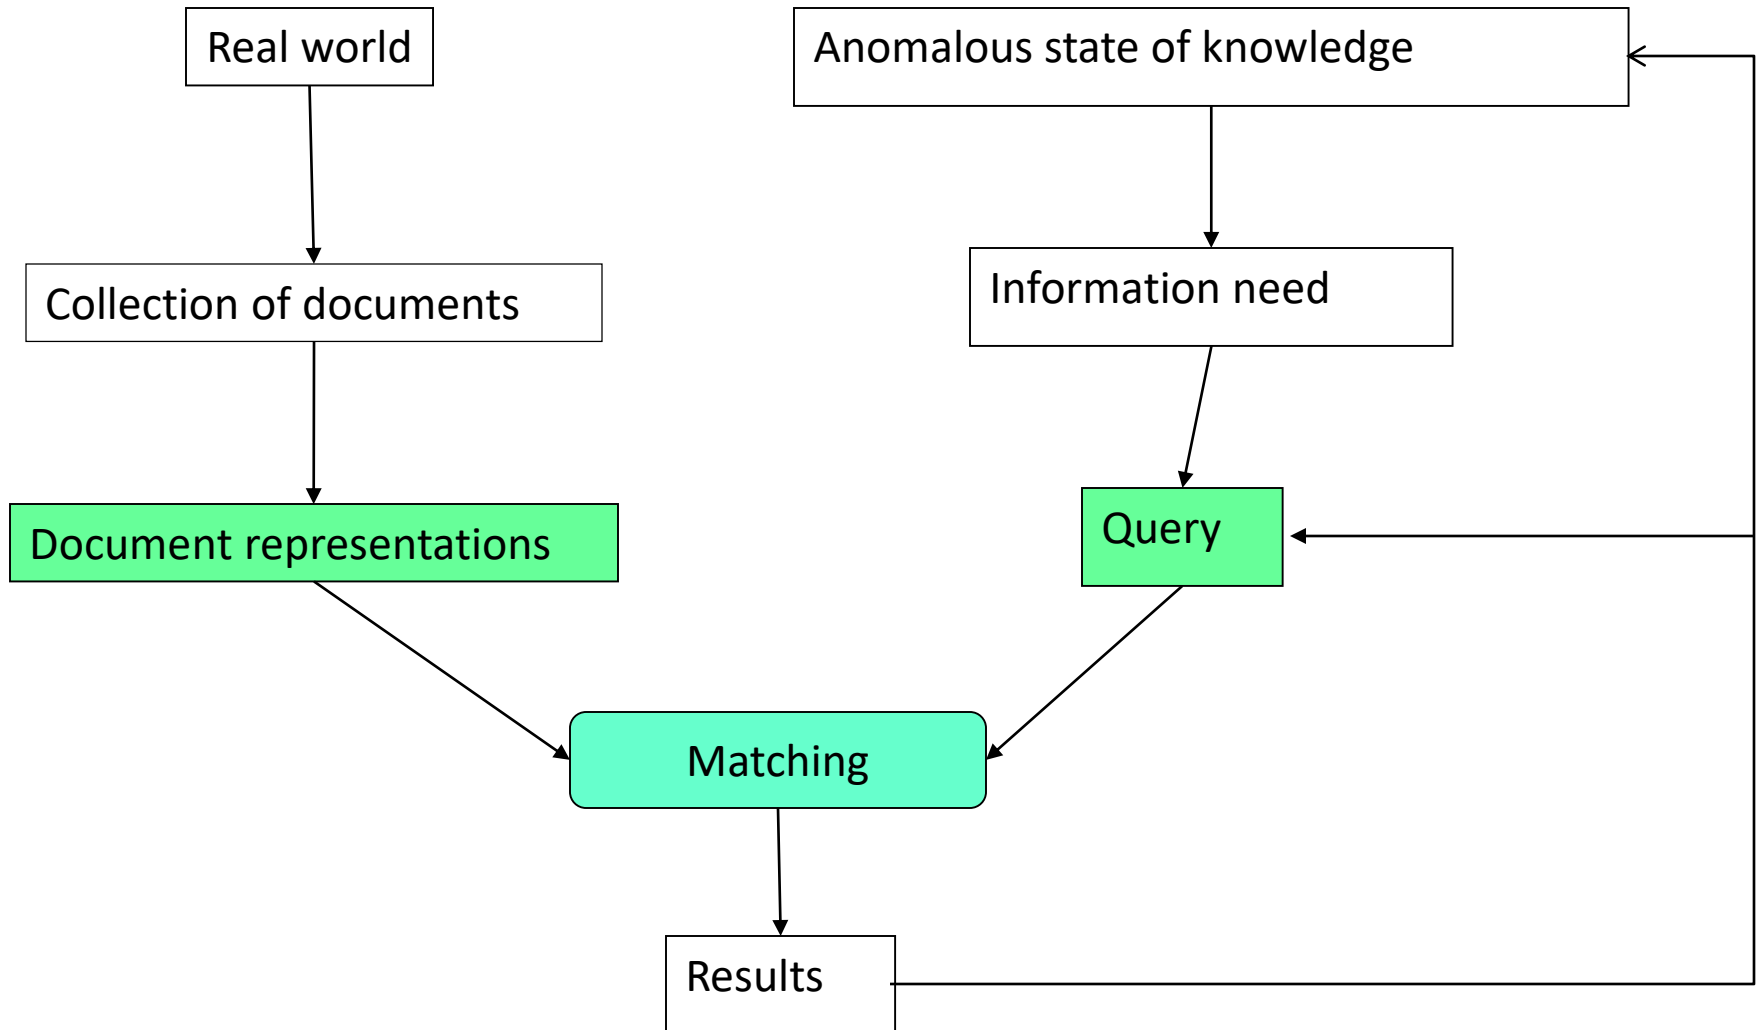 Real world
Anomalous state of knowledge
Collection of documents
Information need
Document representations
Query
Matching
Results